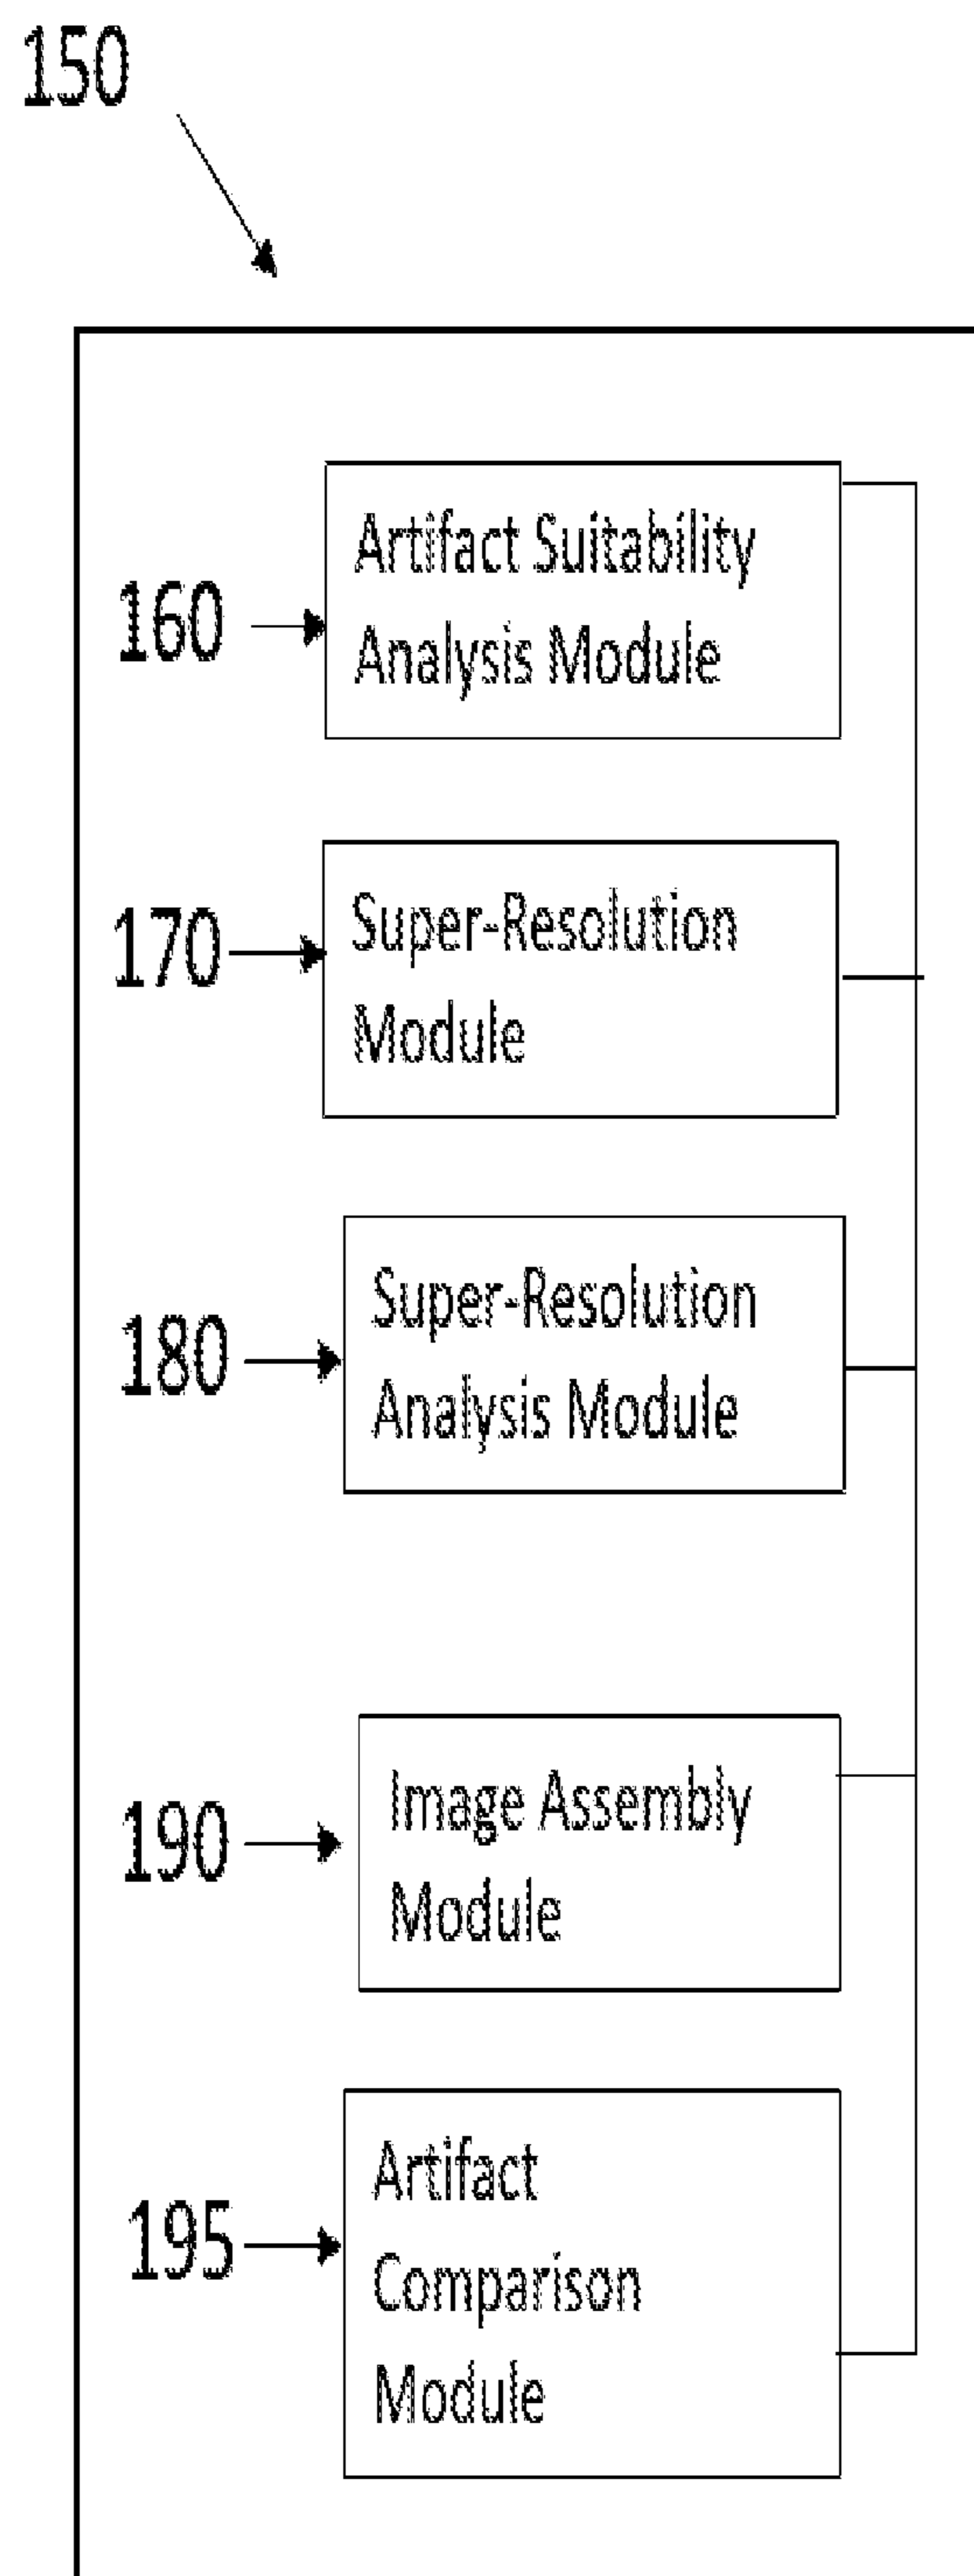 150
160
Artifact Suitability
Analysis Module
170
Super-Resolution
Module
180
Super-Resolution
Analysis Module
190
Image Assembly
Module
195
Artifact
Comparison
Module